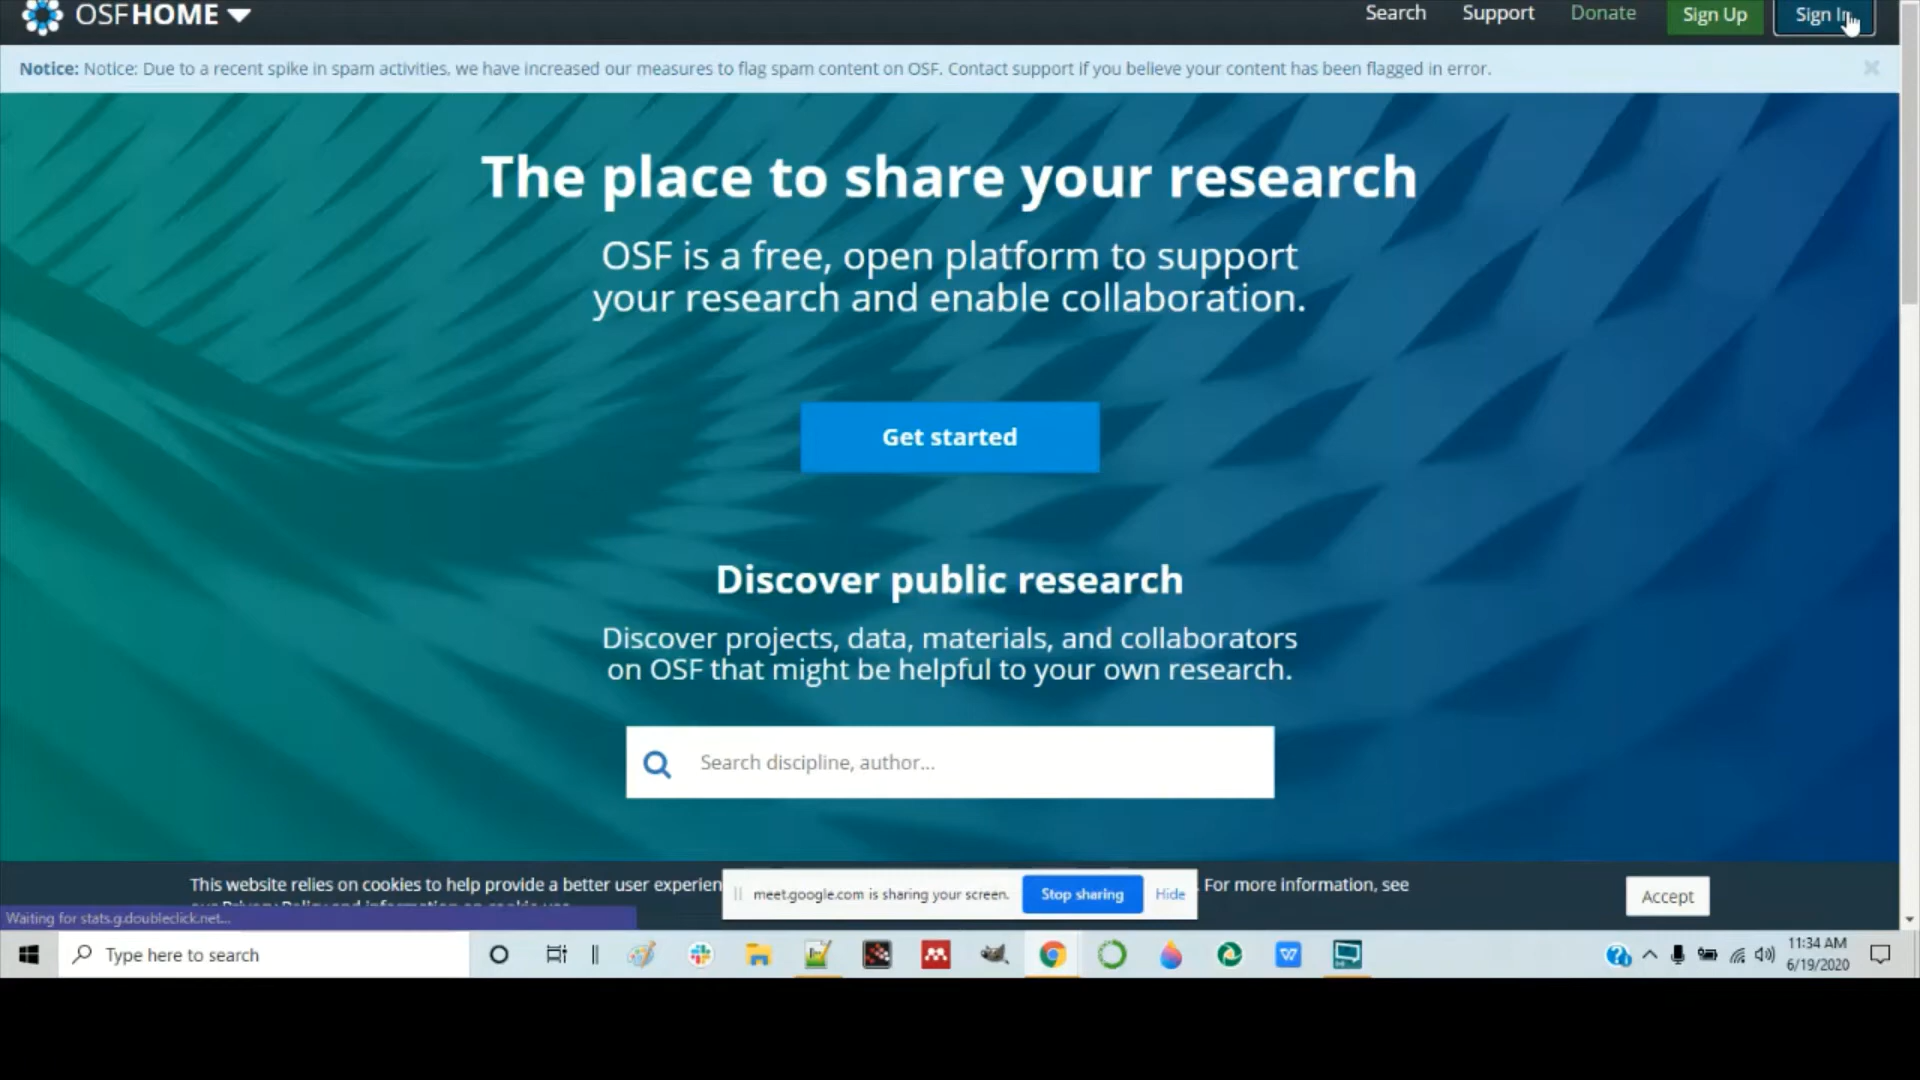 OSFHOME
Search Support Donate Sign Up Sign In
Notice: Notice: Due to a recent spike in spam activities, we have increased our measures to flag spam content on OSF. Contact support if you believe your content has been flagged in error.
The place to share your research
OSF is a free, open platform to support
your research and enable collaboration.
Get started
Discover public research
Discover projects, data, materials, and collaborators
on OSF that might be helpful to your own research.
Search discipline, author...
This website relies on cookies to help provide a better user experien
For more information, see
meet.google.com is sharing your screen. Stop sharing Hide
Accept
Waiting for stats.g.doubleclick.net...
Type here to search
11:34 AM
6/19/2020